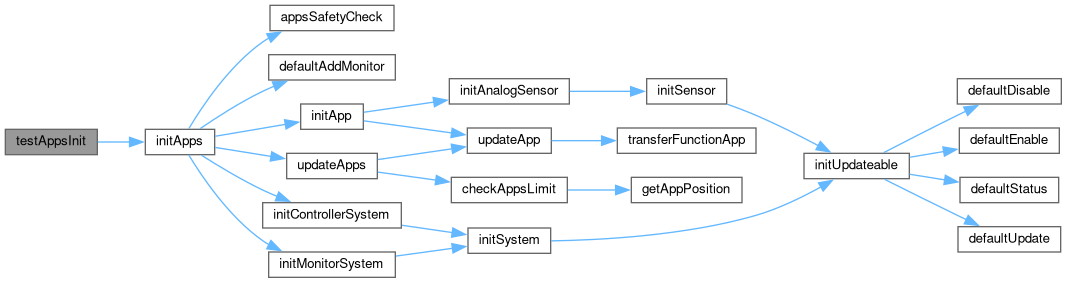 testAppsInit
initApps
appsSafetyCheck
defaultAddMonitor
initApp
updateApps
initControllerSystem
initMonitorSystem
initAnalogSensor
updateApp
checkAppsLimit
initSystem
initSensor
transferFunctionApp
getAppPosition
initUpdateable
defaultDisable
defaultEnable
defaultStatus
defaultUpdate